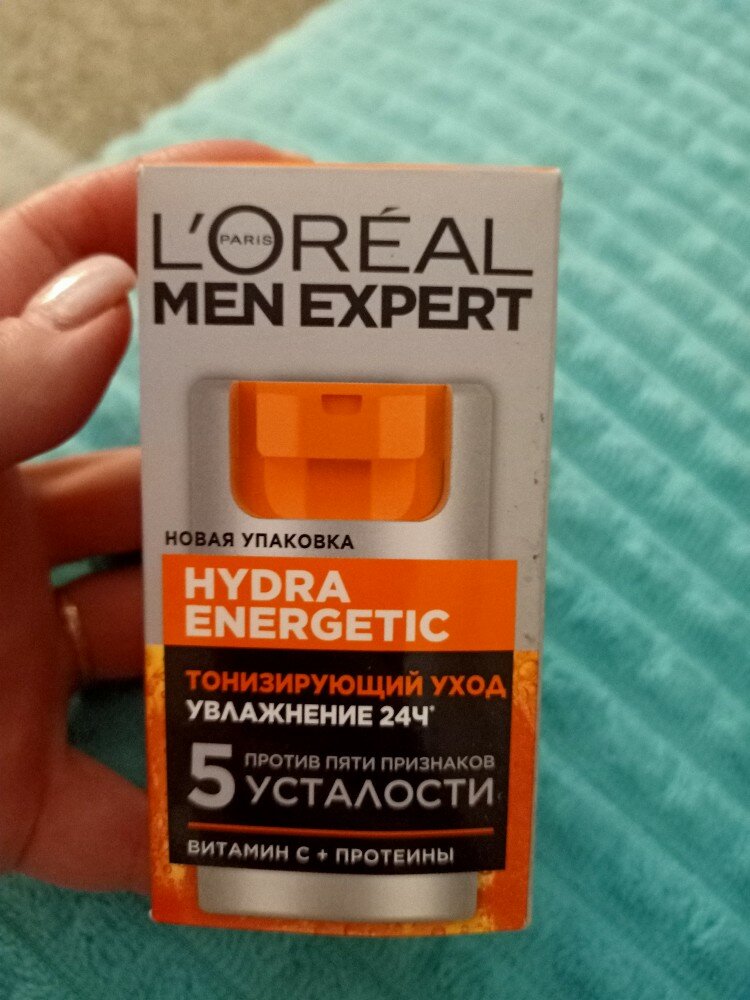 L'ORÉAL
PARIS
MEN EXPERT
НОВАЯ УПАКОВКА
HYDRA
ENERGETIC
ТОНИЗИРУЮЩИЙ УХОД
УВЛАЖНЕНИЕ 24Ч*
5 ПРОТИВ ПЯТИ ПРИЗНАКОВ
УСТАЛОСТИ
ВИТАМИН С + ПРОТЕИНЫ